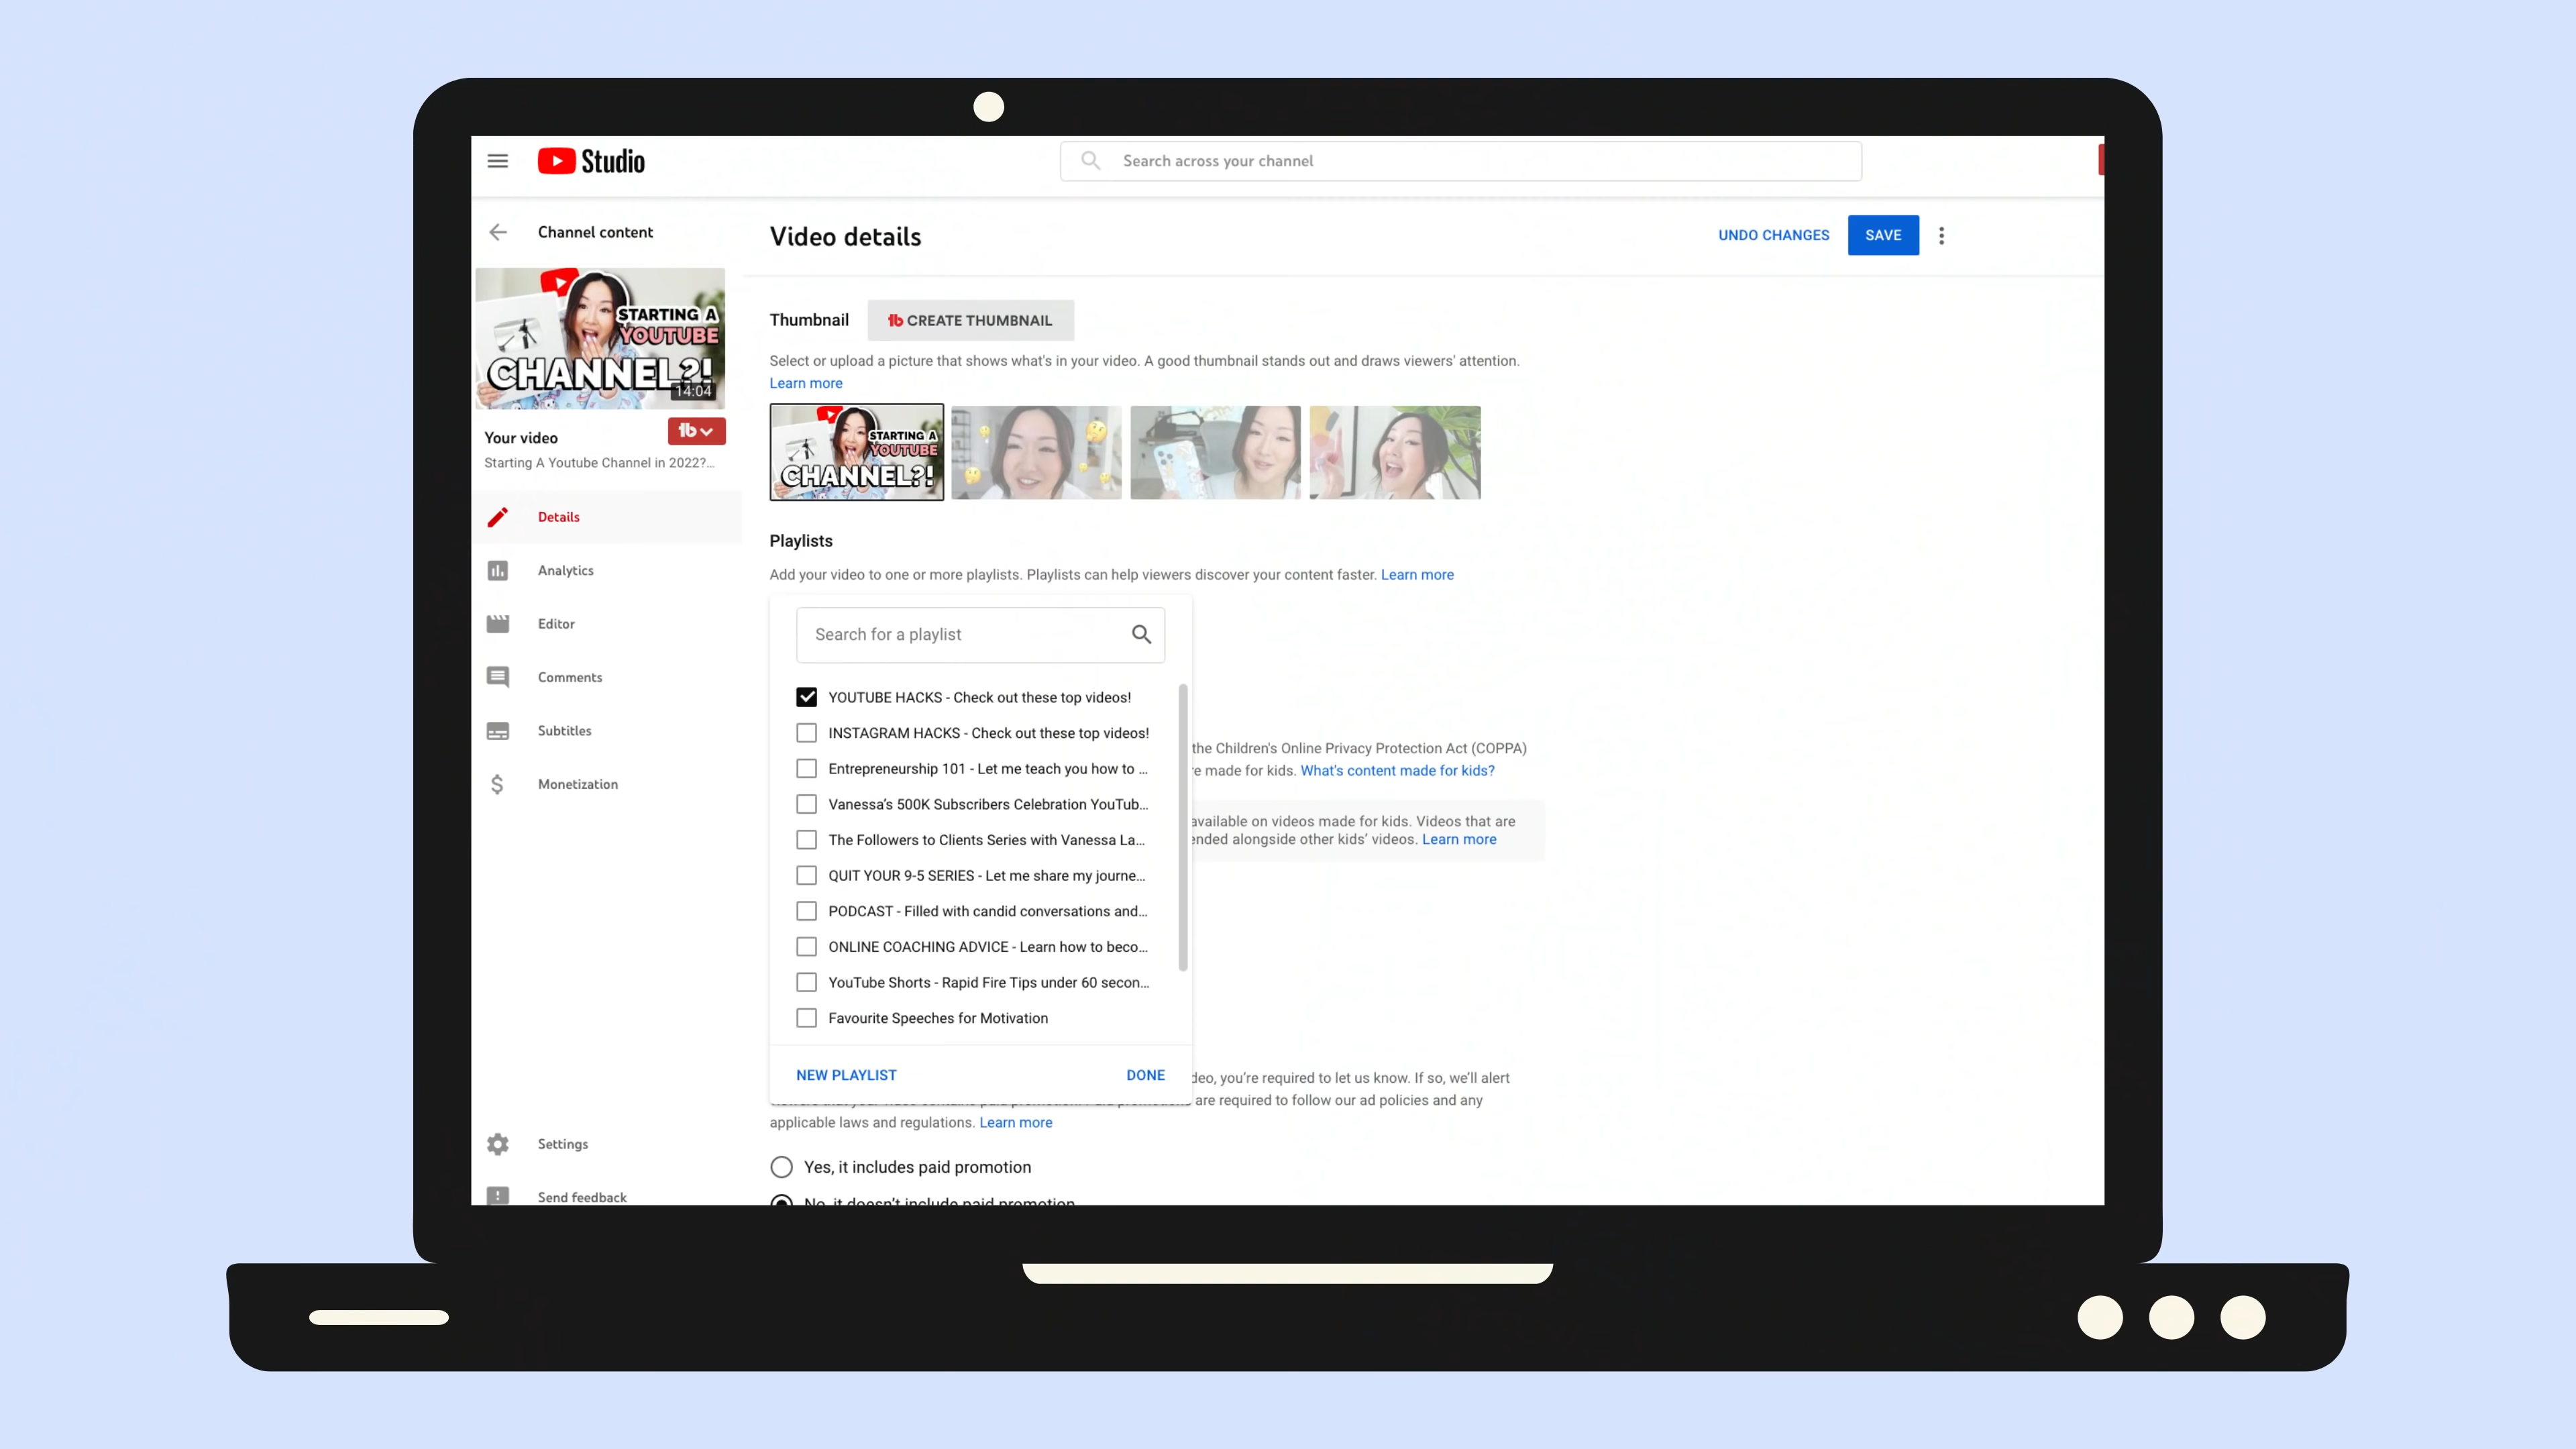 Studio
Search across your channel
Channel content
Video details
UNDO CHANGES
SAVE
STARTING A
YOUTUBE
CHANNEL?!
14:04
Your video
Starting A Youtube Channel in 2022?...
Details
Analytics
Editor
Comments
Subtitles
Monetization
Settings
Send feedback
Thumbnail
CREATE THUMBNAIL
Select or upload a picture that shows what's in your video. A good thumbnail stands out and draws viewers' attention.
Learn more
STARTING A
YOUTUBE
CHANNEL?!
Playlists
Add your video to one or more playlists. Playlists can help viewers discover your content faster. Learn more
Search for a playlist
YOUTUBE HACKS - Check out these top videos!
INSTAGRAM HACKS - Check out these top videos!
Entrepreneurship 101 - Let me teach you how to ...
Vanessa's 500K Subscribers Celebration YouTub...
The Followers to Clients Series with Vanessa La...
QUIT YOUR 9-5 SERIES - Let me share my journe...
PODCAST - Filled with candid conversations and...
ONLINE COACHING ADVICE - Learn how to beco...
YouTube Shorts - Rapid Fire Tips under 60 secon...
Favourite Speeches for Motivation
NEW PLAYLIST
DONE
the Children's Online Privacy Protection Act (COPPA)
made for kids. What's content made for kids?
available on videos made for kids. Videos that are
alongside other kids' videos. Learn more
you're required to let us know. If so, we'll alert
are required to follow our ad policies and any
applicable laws and regulations. Learn more
Yes, it includes paid promotion
No, it doesn't include paid promotion